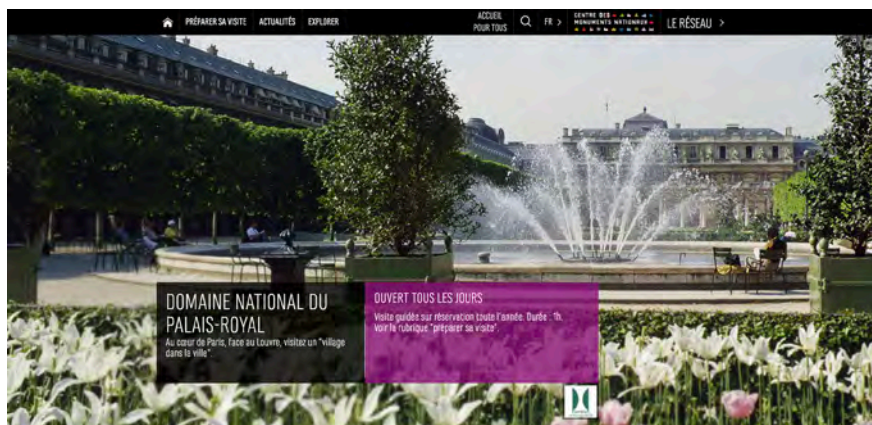 PRÉPARER SA VISITE
ACTUALITÉS
EXPLORER
ACCUEIL
POUR TOUS
FR >
CENTRE DES
MONUMENTS NATIONAUX
LE RÉSEAU >
DOMAINE NATIONAL DU
PALAIS-ROYAL
Au cœur de Paris, face au Louvre, visitez un "village
dans la ville".
OUVERT TOUS LES JOURS
Visite guidée sur réservation toute l'année. Durée : 1h.
Voir la rubrique "préparer sa visite".